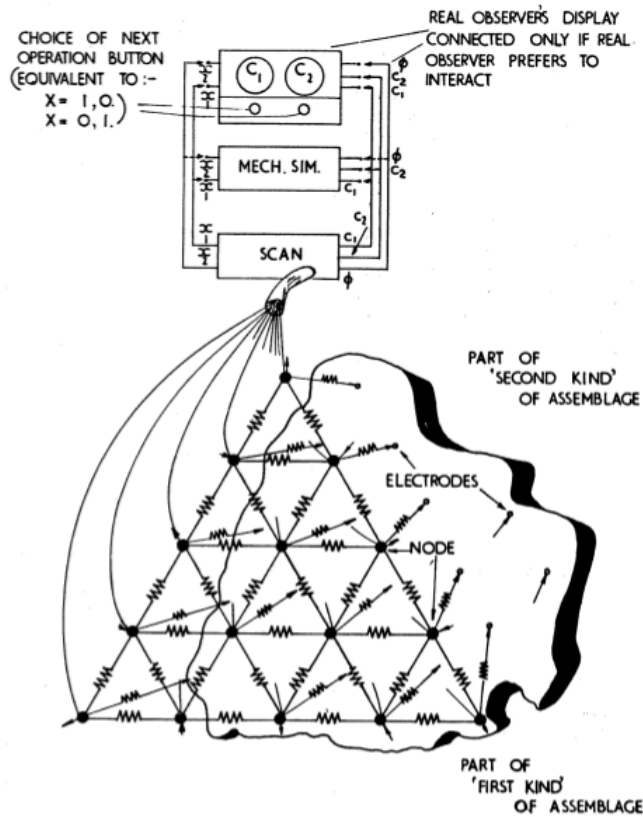 CHOICE OF NEXT
OPERATION BUTTON
(EQUIVALENT TO :-
X = 1, 0.)
X = 0, 1.
REAL OBSERVER'S DISPLAY
CONNECTED ONLY IF REAL
OBSERVER PREFERS TO
INTERACT
C₁ C₂
ϕ
C₂
C₁
ϕ
MECH. SIM.
ϕ
C₂
C₁
C₂
C₁
SCAN
ϕ
PART OF
'SECOND KIND'
OF ASSEMBLAGE
ELECTRODES
NODE
PART OF
'FIRST KIND'
OF ASSEMBLAGE